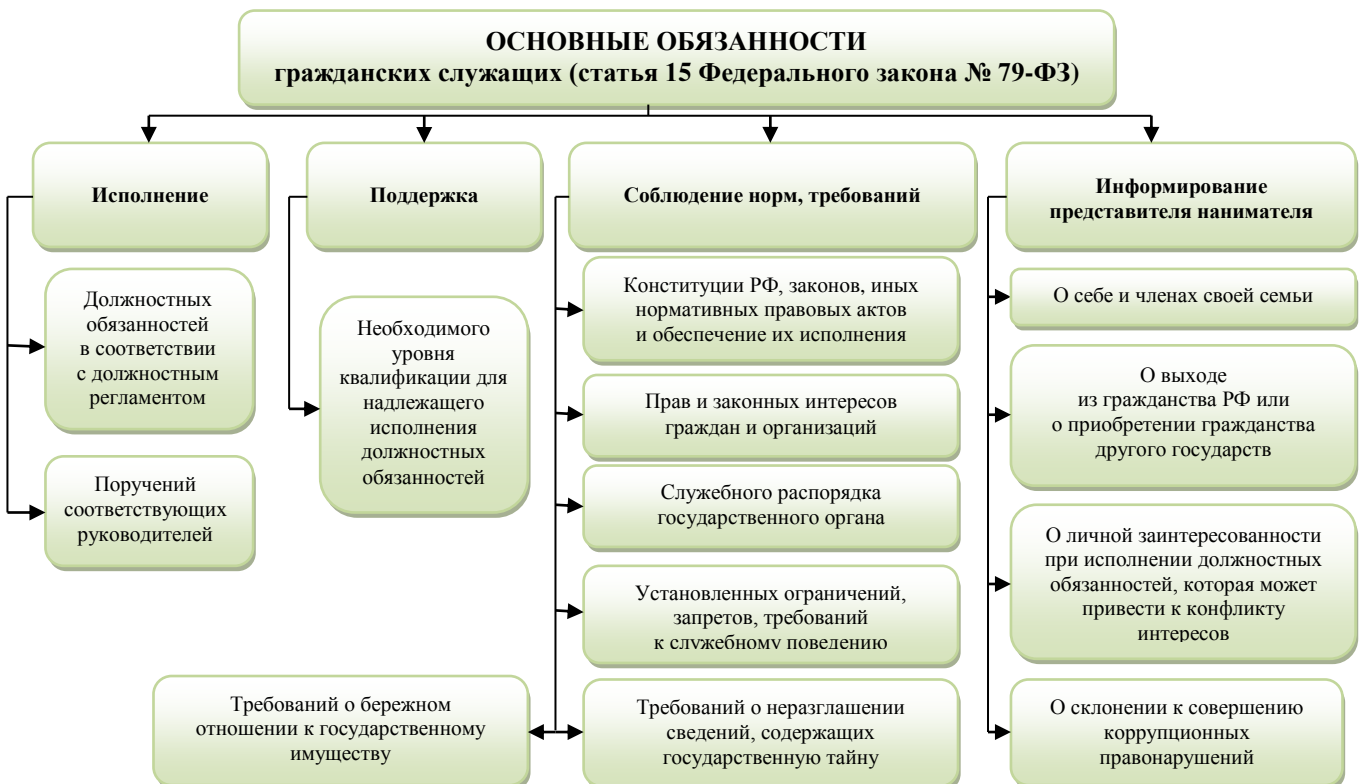 ОСНОВНЫЕ ОБЯЗАННОСТИ
гражданских служащих (статья 15 Федерального закона № 79-ФЗ)
Исполнение
Должностных
обязанностей
в соответствии
с должностным
регламентом
Поручений
соответствующих
руководителей
Поддержка
Необходимого
уровня
квалификации для
надлежащего
исполнения
должностных
обязанностей
Соблюдение норм, требований
Конституции РФ, законов, иных
нормативных правовых актов
и обеспечение их исполнения
Прав и законных интересов
граждан и организаций
Служебного распорядка
государственного органа
Установленных ограничений,
запретов, требований
к служебному поведению
Требований о бережном
отношении к государственному
имуществу
Требований о неразглашении
сведений, содержащих
государственную тайну
Информирование
представителя нанимателя
О себе и членах своей семьи
О выходе
из гражданства РФ или
о приобретении гражданства
другого государств
О личной заинтересованности
при исполнении должностных
обязанностей, которая может
привести к конфликту
интересов
О склонении к совершению
коррупционных
правонарушений